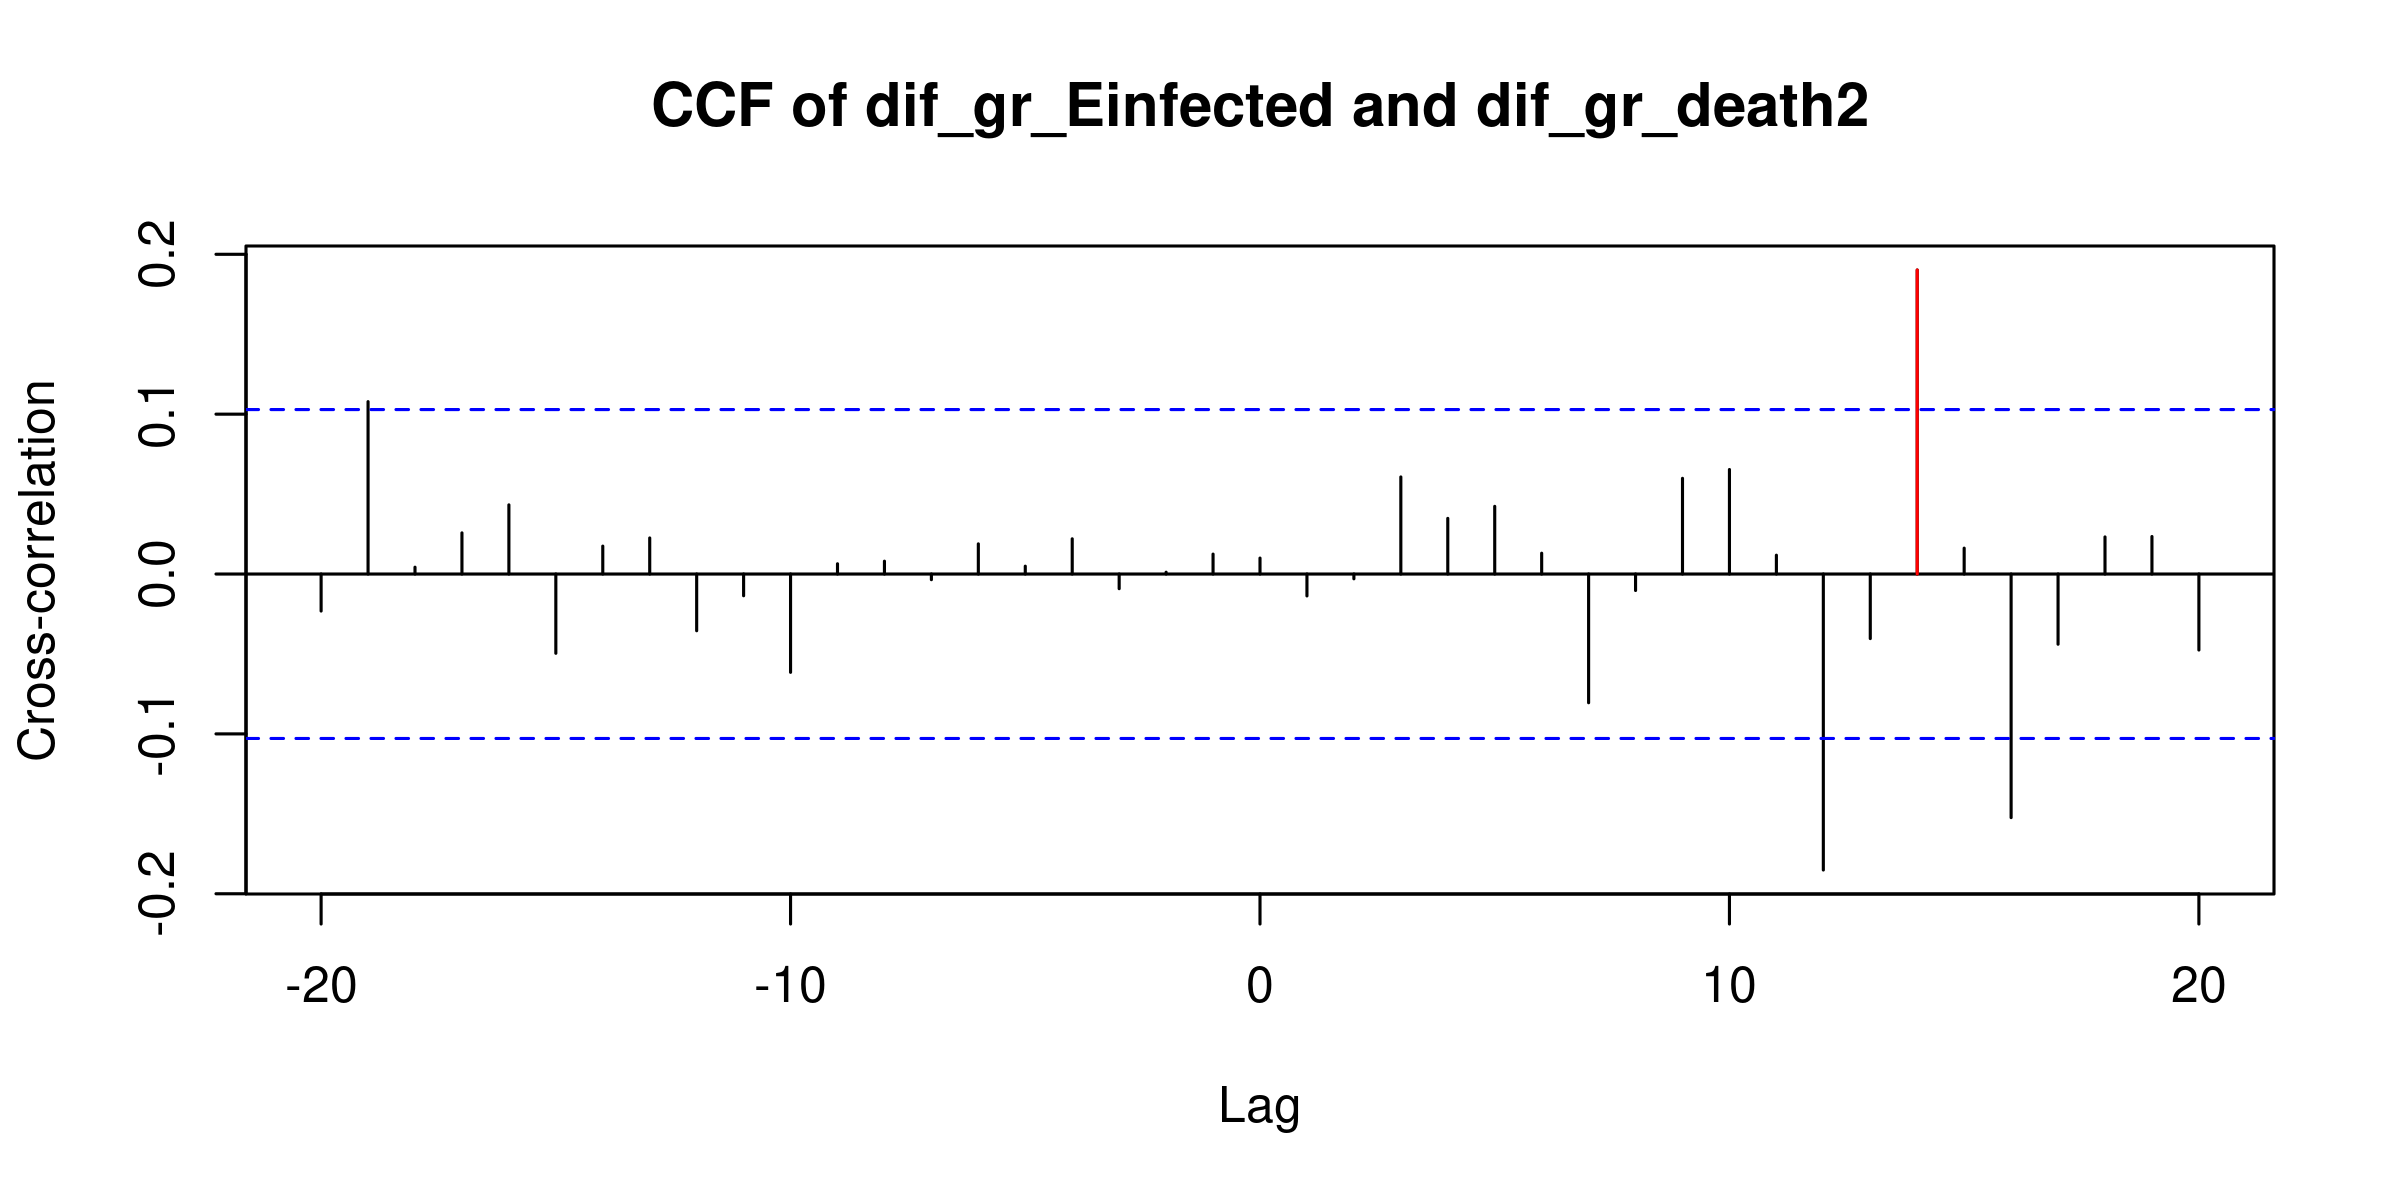 CCF of dif_gr_Einfected and dif_gr_death2
Cross-correlation
0.2
0.1
0.0
-0.1
-0.2
-20 -10 0 10 20
Lag